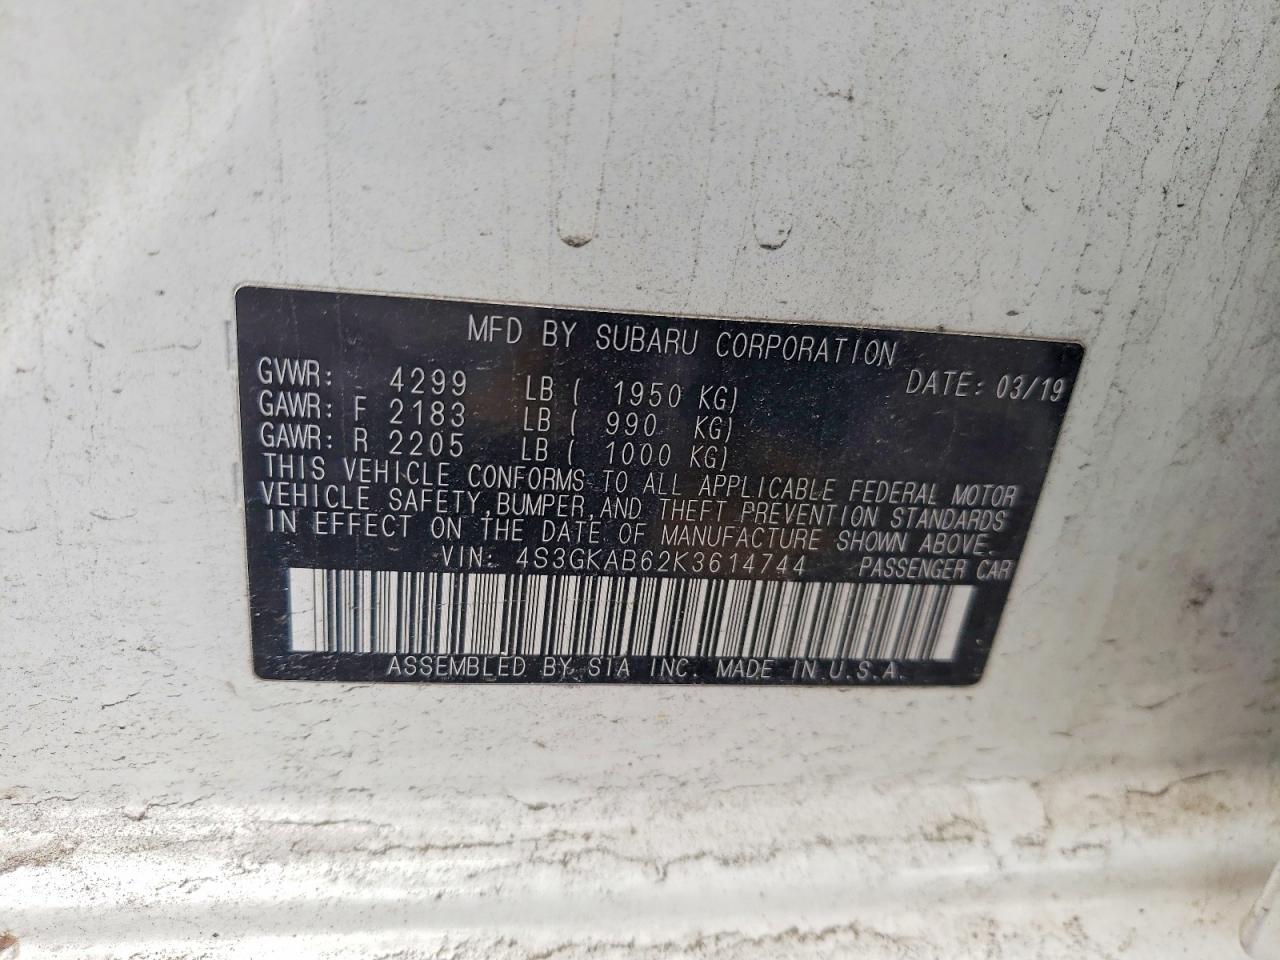 MFD BY SUBARU CORPORATION
DATE: 03/19
GVWR: 4299 LB ( 1950 KG)
GAWR: F 2183 LB ( 990 KG)
GAWR: R 2205 LB ( 1000 KG)
THIS VEHICLE CONFORMS TO ALL APPLICABLE FEDERAL MOTOR
VEHICLE SAFETY, BUMPER, AND THEFT PREVENTION STANDARDS
IN EFFECT ON THE DATE OF MANUFACTURE SHOWN ABOVE.
VIN: 4S3GKAB62K3614744 PASSENGER CAR
ASSEMBLED BY SIA INC. MADE IN U.S.A.